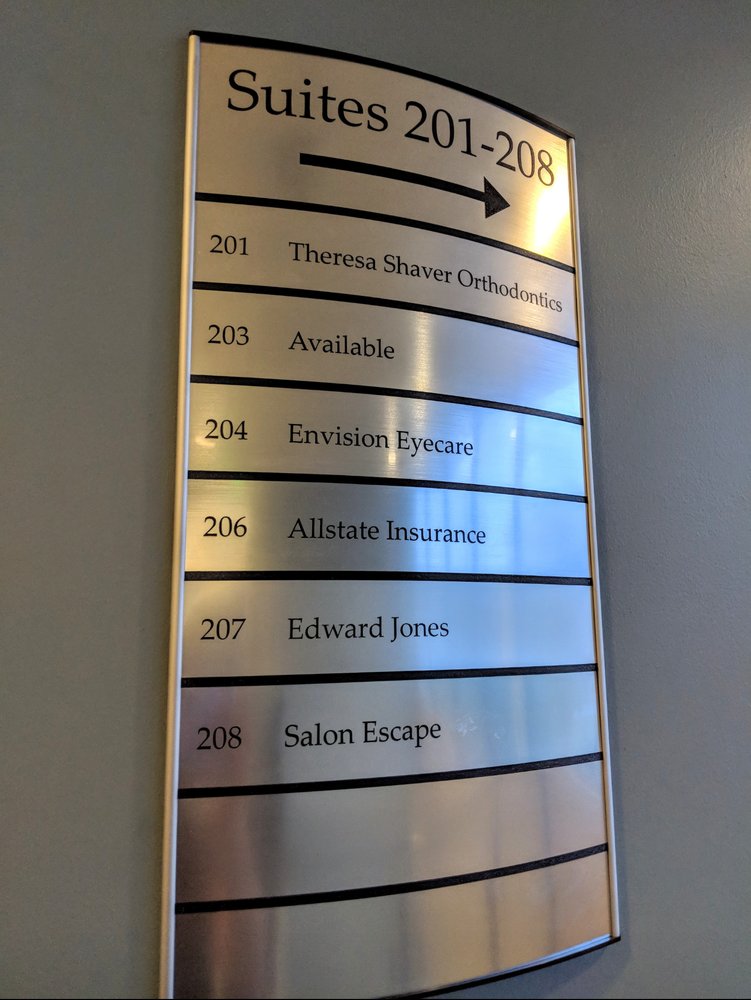 Suites 201-208
201 Theresa Shaver Orthodontics
203 Available
204 Envision Eyecare
206 Allstate Insurance
207 Edward Jones
208 Salon Escape